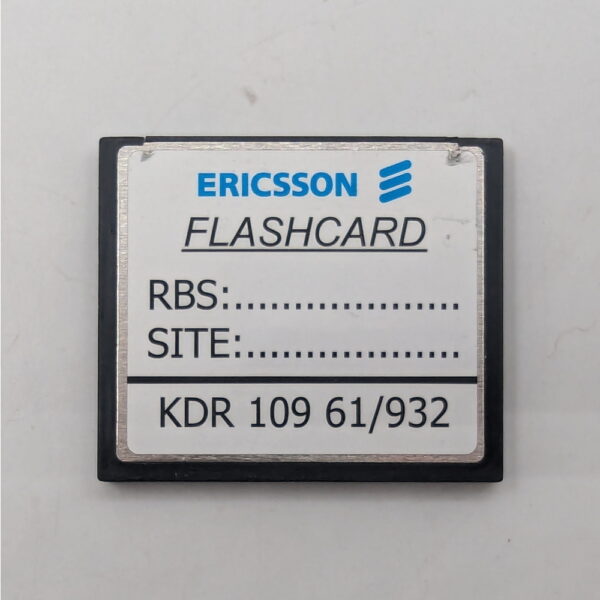 ERICSSON
FLASHCARD
RBS:...................
SITE:..................
KDR 109 61/932